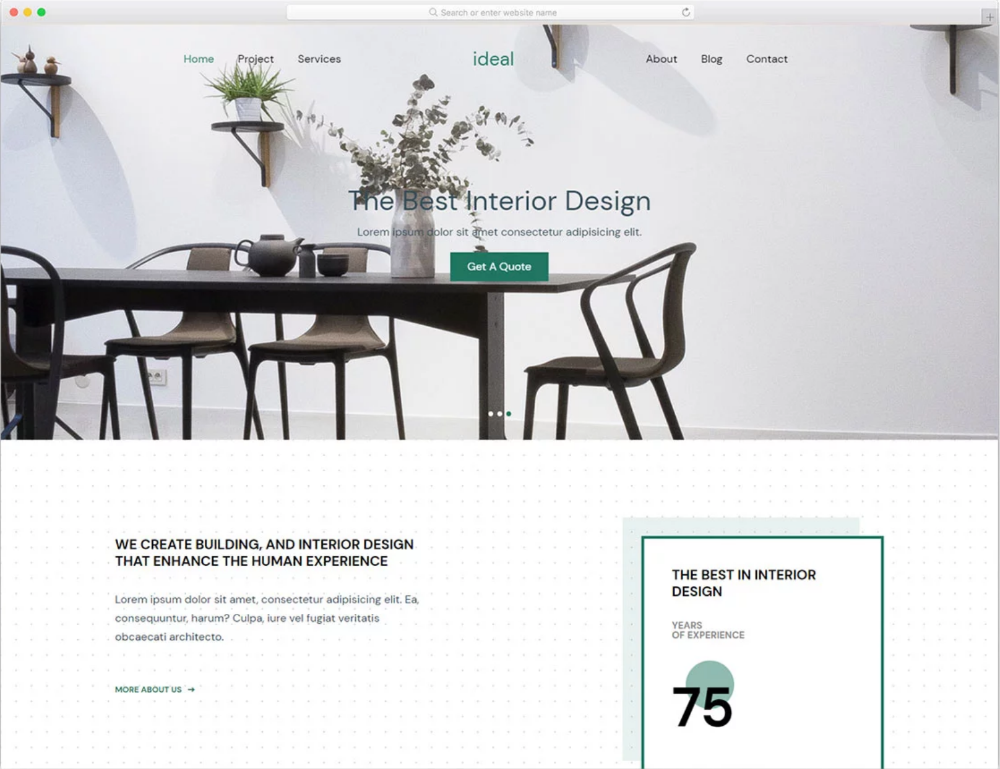 Search or enter website name
Home Project Services ideal About Blog Contact
The Best Interior Design
Lorem ipsum dolor sit amet consectetur adipisicing elit.
Get A Quote
WE CREATE BUILDING, AND INTERIOR DESIGN
THAT ENHANCE THE HUMAN EXPERIENCE
Lorem ipsum dolor sit amet, consectetur adipisicing elit. Ea,
consequuntur, harum? Culpa, iure vel fugiat veritatis
obcaecati architecto.
MORE ABOUT US →
THE BEST IN INTERIOR
DESIGN
YEARS
OF EXPERIENCE
75